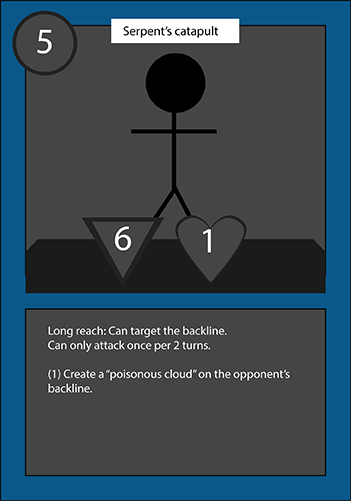 5
Serpent's catapult
6
1
Long reach: Can target the backline.
Can only attack once per 2 turns.
(1) Create a "poisonous cloud" on the opponent's
backline.